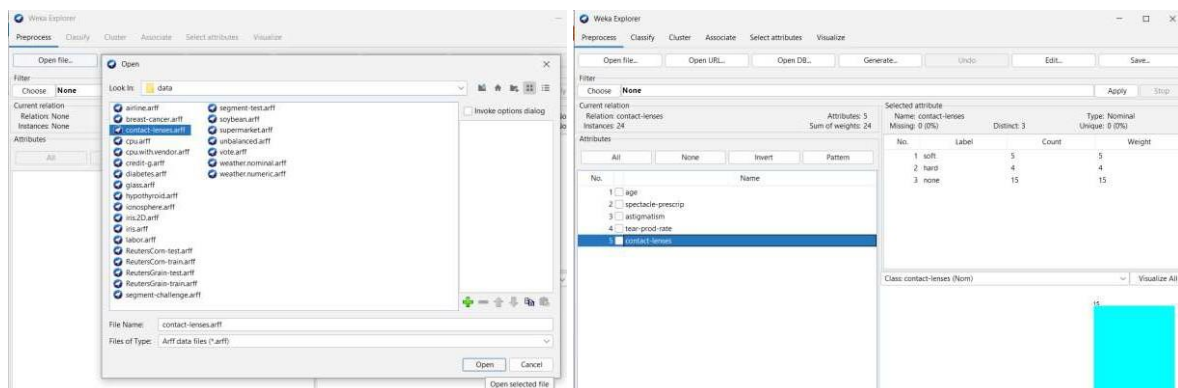 Weka Explorer
Preprocess Classify Cluster Associate Select attributes Visualize
Open file...
Filter
Choose None
Current relation
Relation: None
Instances: None
Attributes
All
Open
Look In: data
airline.arff
breast-cancer.arff
contact-lenses.arff
cpu.arff
cpu.with.vendor.arff
credit-g.arff
diabetes.arff
glass.arff
hypothyroid.arff
ionosphere.arff
iris.2D.arff
iris.arff
labor.arff
ReutersCorn-test.arff
ReutersCorn-train.arff
ReutersGrain-test.arff
ReutersGrain-train.arff
segment-challenge.arff
segment-test.arff
soybean.arff
supermarket.arff
unbalanced.arff
vote.arff
weather.nominal.arff
weather.numeric.arff
Invoke options dialog
File Name: contact-lenses.arff
Files of Type: Arff data files (*.arff)
Open Cancel
Open selected file
Weka Explorer
Preprocess Classify Cluster Associate Select attributes Visualize
Open file... Open URL... Open DB... Generate... Undo Edit... Save...
Filter
Choose None Apply Stop
Current relation
Relation: contact-lenses Attributes: 5
Instances: 24 Sum of weights: 24
Attributes
All None Invert Pattern
No. Name
1 age
2 spectacle-prescrip
3 astigmatism
4 tear-prod-rate
5 contact-lenses
Selected attribute
Name: contact-lenses Type: Nominal
Missing: 0 (0%) Distinct: 3 Unique: 0 (0%)
No. Label Count Weight
1 soft 5 5
2 hard 4 4
3 none 15 15
Class: contact-lenses (Nom) Visualize All
15